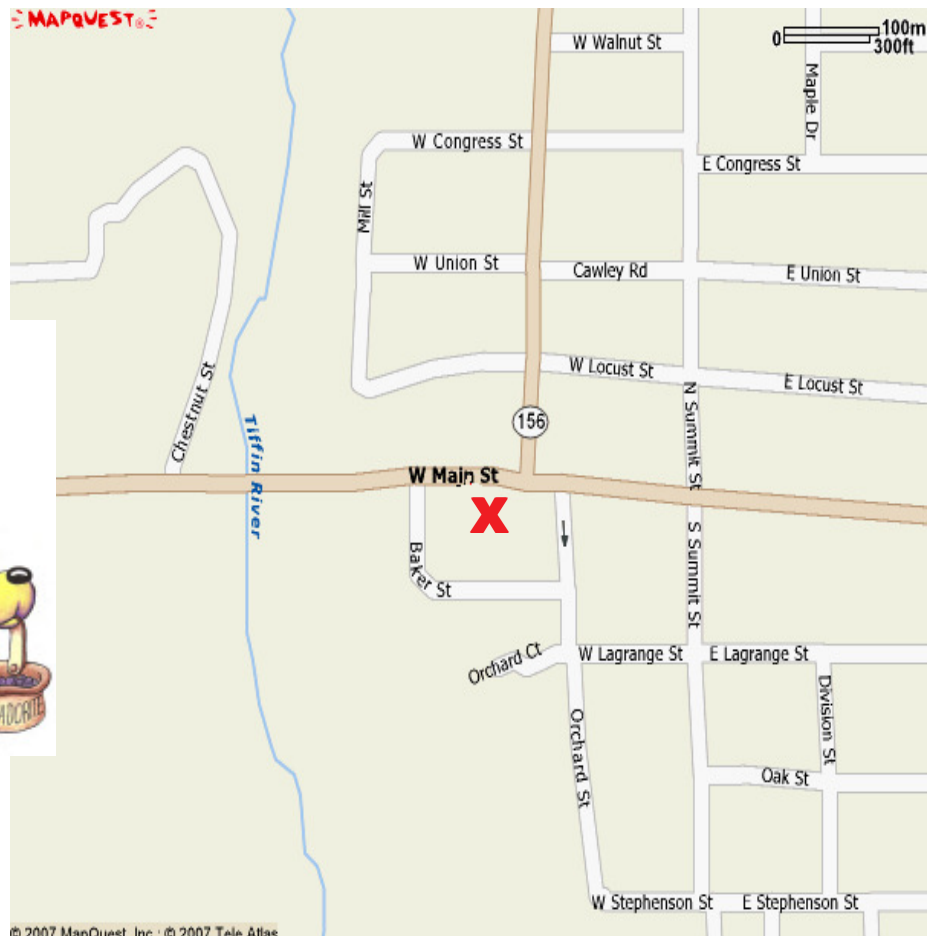 MAPQUEST®
0
100m
300ft
W Walnut St
Maple Dr
W Congress St
E Congress St
Mill St
W Union St
Cawley Rd
E Union St
W Locust St
E Locust St
Chestnut St
N Summit St
156
Tiffin River
W Main St
X
S Summit St
Baker St
Orchard Ct
W Lagrange St
E Lagrange St
Division St
Orchard St
Oak St
W Stephenson St
E Stephenson St
© 2007 MapQuest, Inc.; © 2007 Tele Atlas